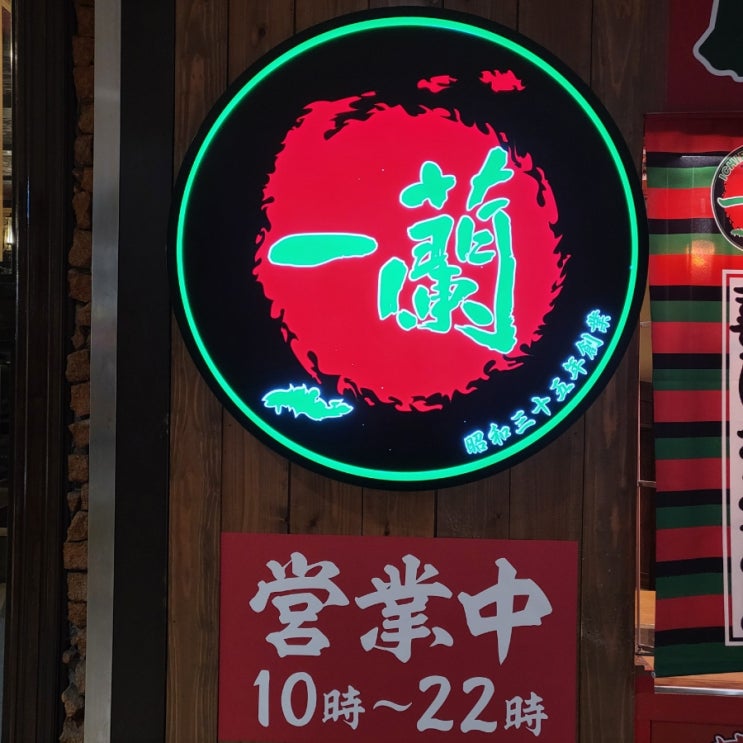 一蘭
昭和三十五年創業
営業中
10時～22時